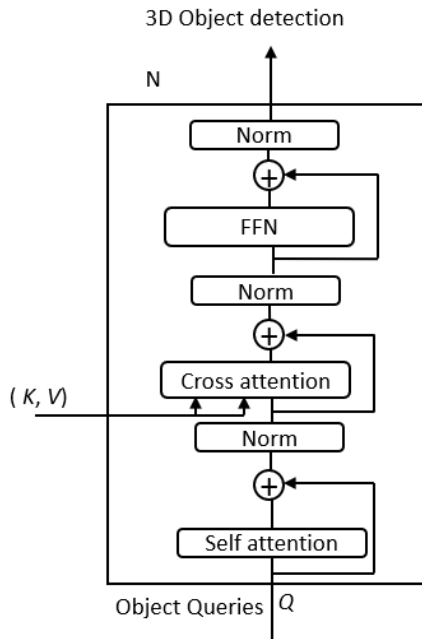 3D Object detection
N
Norm
+
FFN
Norm
+
Cross attention
( K, V)
Norm
+
Self attention
Object Queries Q